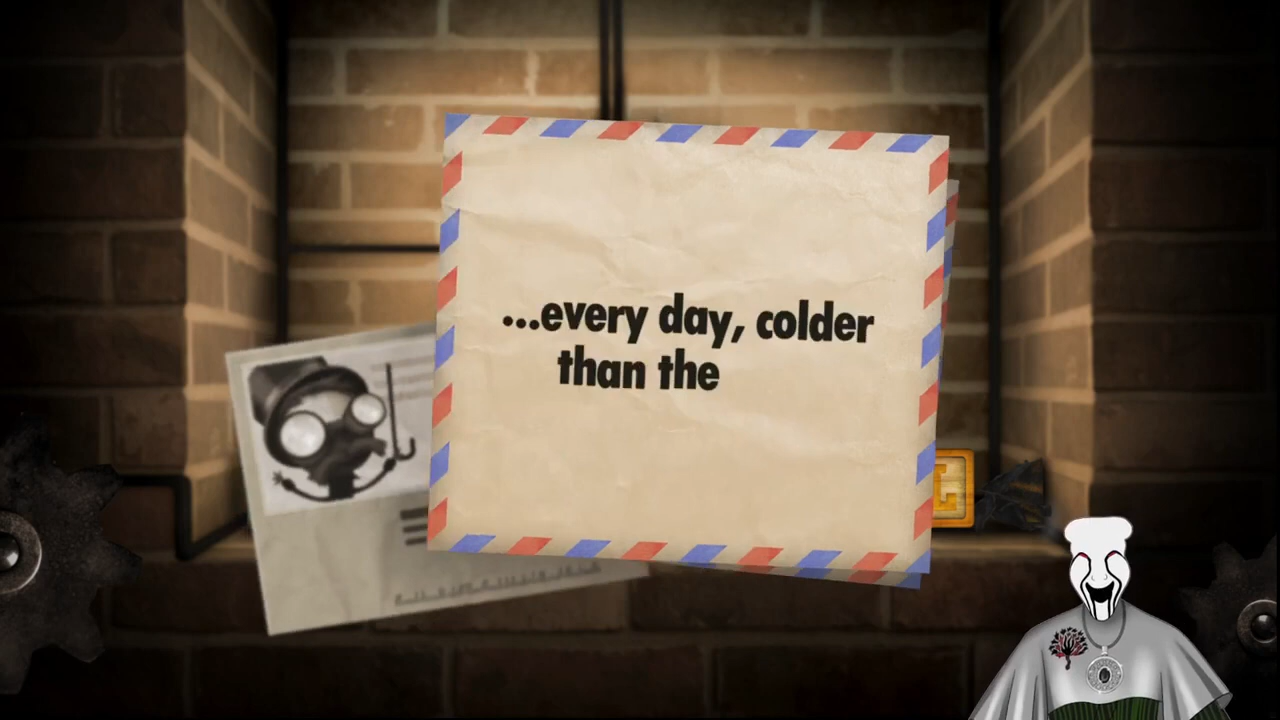 ...every day, colder
than the
L